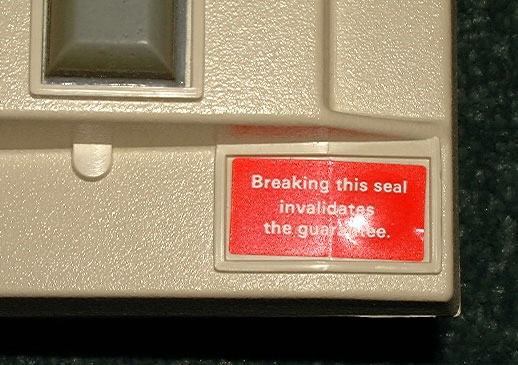 Breaking this seal
invalidates
the guarantee.